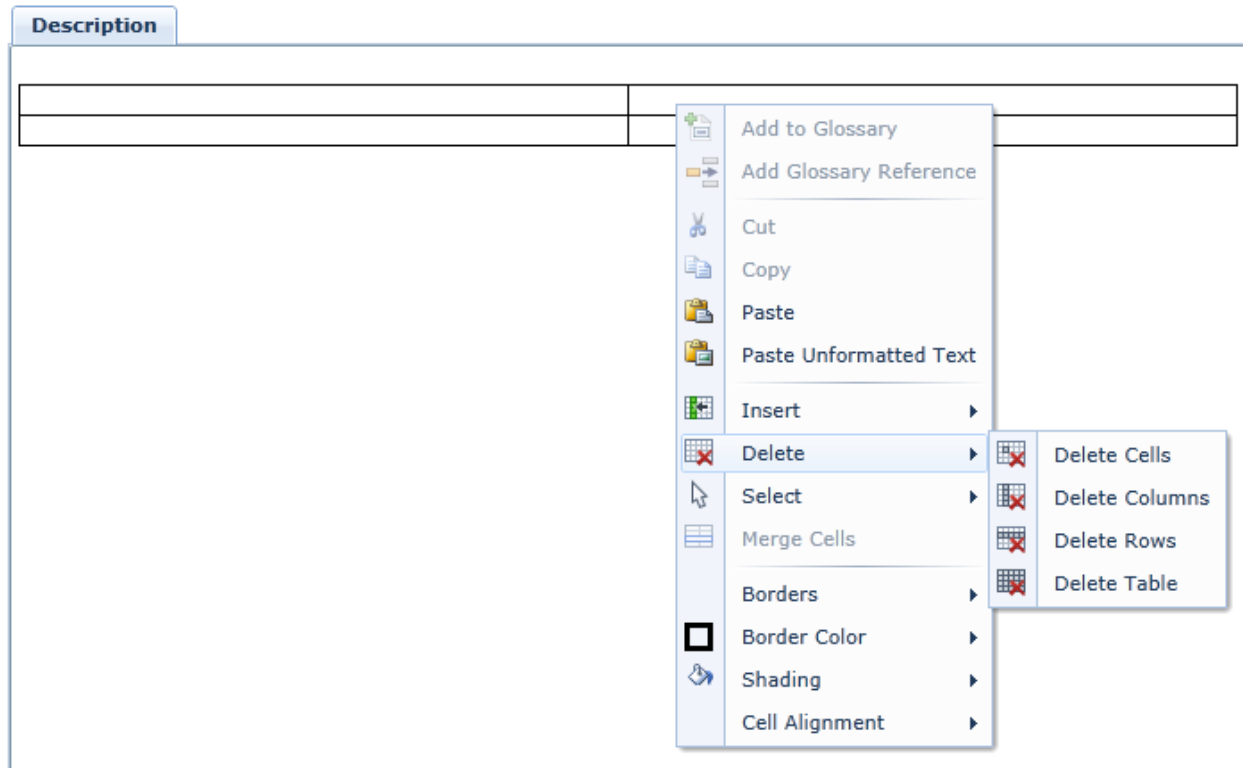 Description
Add to Glossary
Add Glossary Reference
Cut
Copy
Paste
Paste Unformatted Text
Insert
Delete
Select
Merge Cells
Borders
Border Color
Shading
Cell Alignment
Delete Cells
Delete Columns
Delete Rows
Delete Table